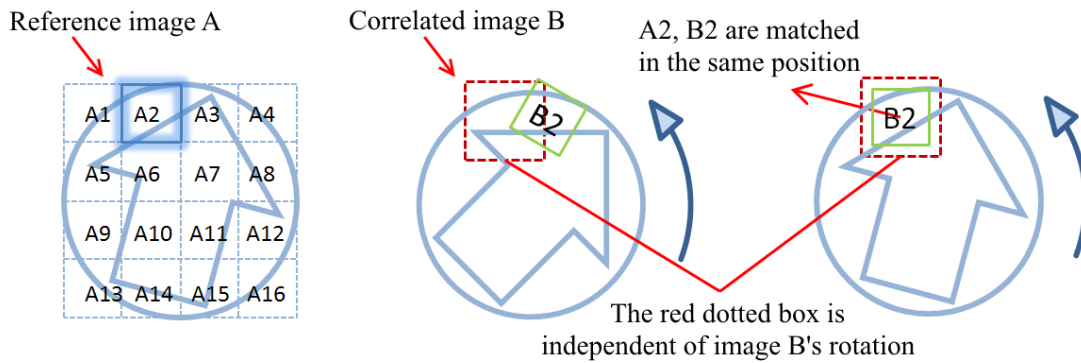 Reference image A
A1 A2 A3 A4
A5 A6 A7 A8
A9 A10 A11 A12
A13 A14 A15 A16
Correlated image B
B2
A2, B2 are matched
in the same position
B2
The red dotted box is
independent of image B's rotation